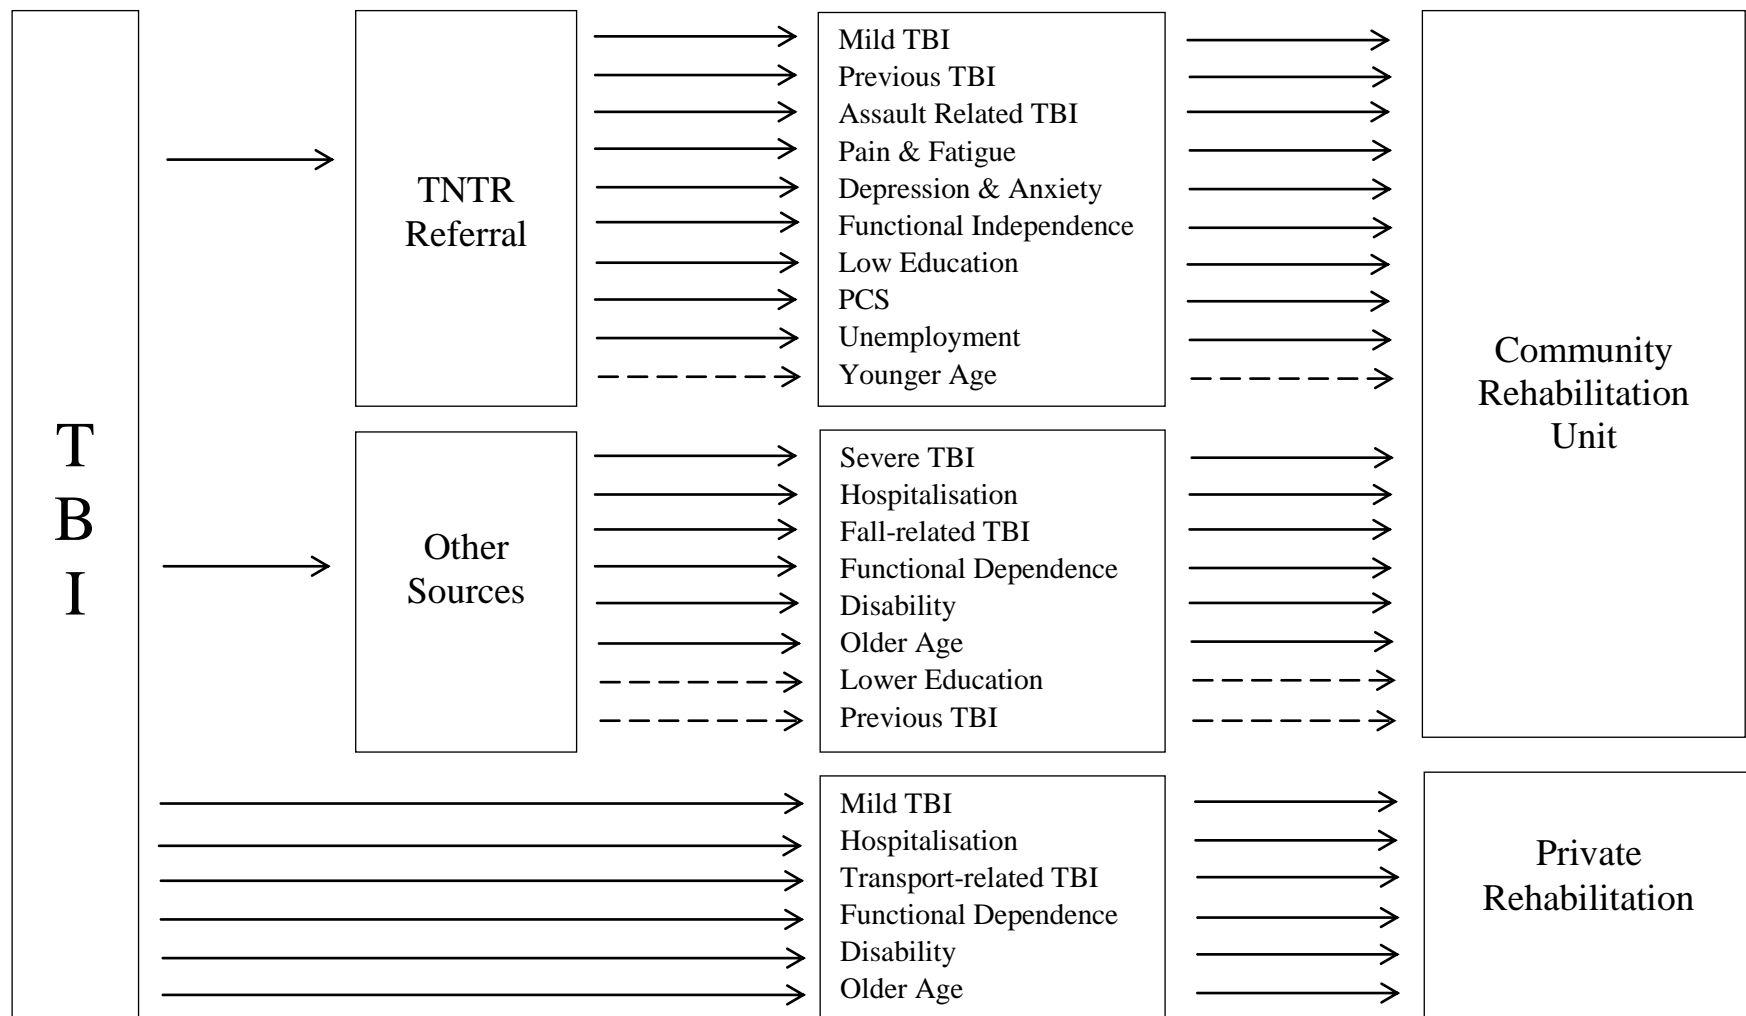 T
B
I
TNTR
Referral
Mild TBI
Previous TBI
Assault Related TBI
Pain & Fatigue
Depression & Anxiety
Functional Independence
Low Education
PCS
Unemployment
Younger Age
Other
Sources
Severe TBI
Hospitalisation
Fall-related TBI
Functional Dependence
Disability
Older Age
Lower Education
Previous TBI
Community
Rehabilitation
Unit
Mild TBI
Hospitalisation
Transport-related TBI
Functional Dependence
Disability
Older Age
Private
Rehabilitation